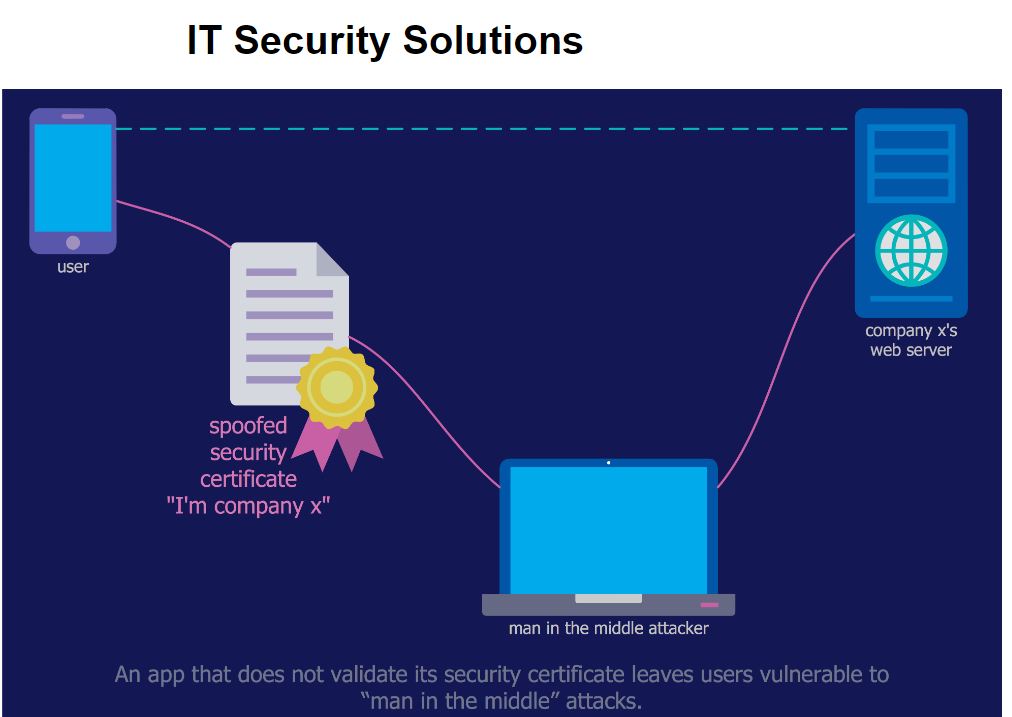 IT Security Solutions
user
company x's
web server
spoofed
security
certificate
"I'm company x"
man in the middle attacker
An app that does not validate its security certificate leaves users vulnerable to
“man in the middle” attacks.